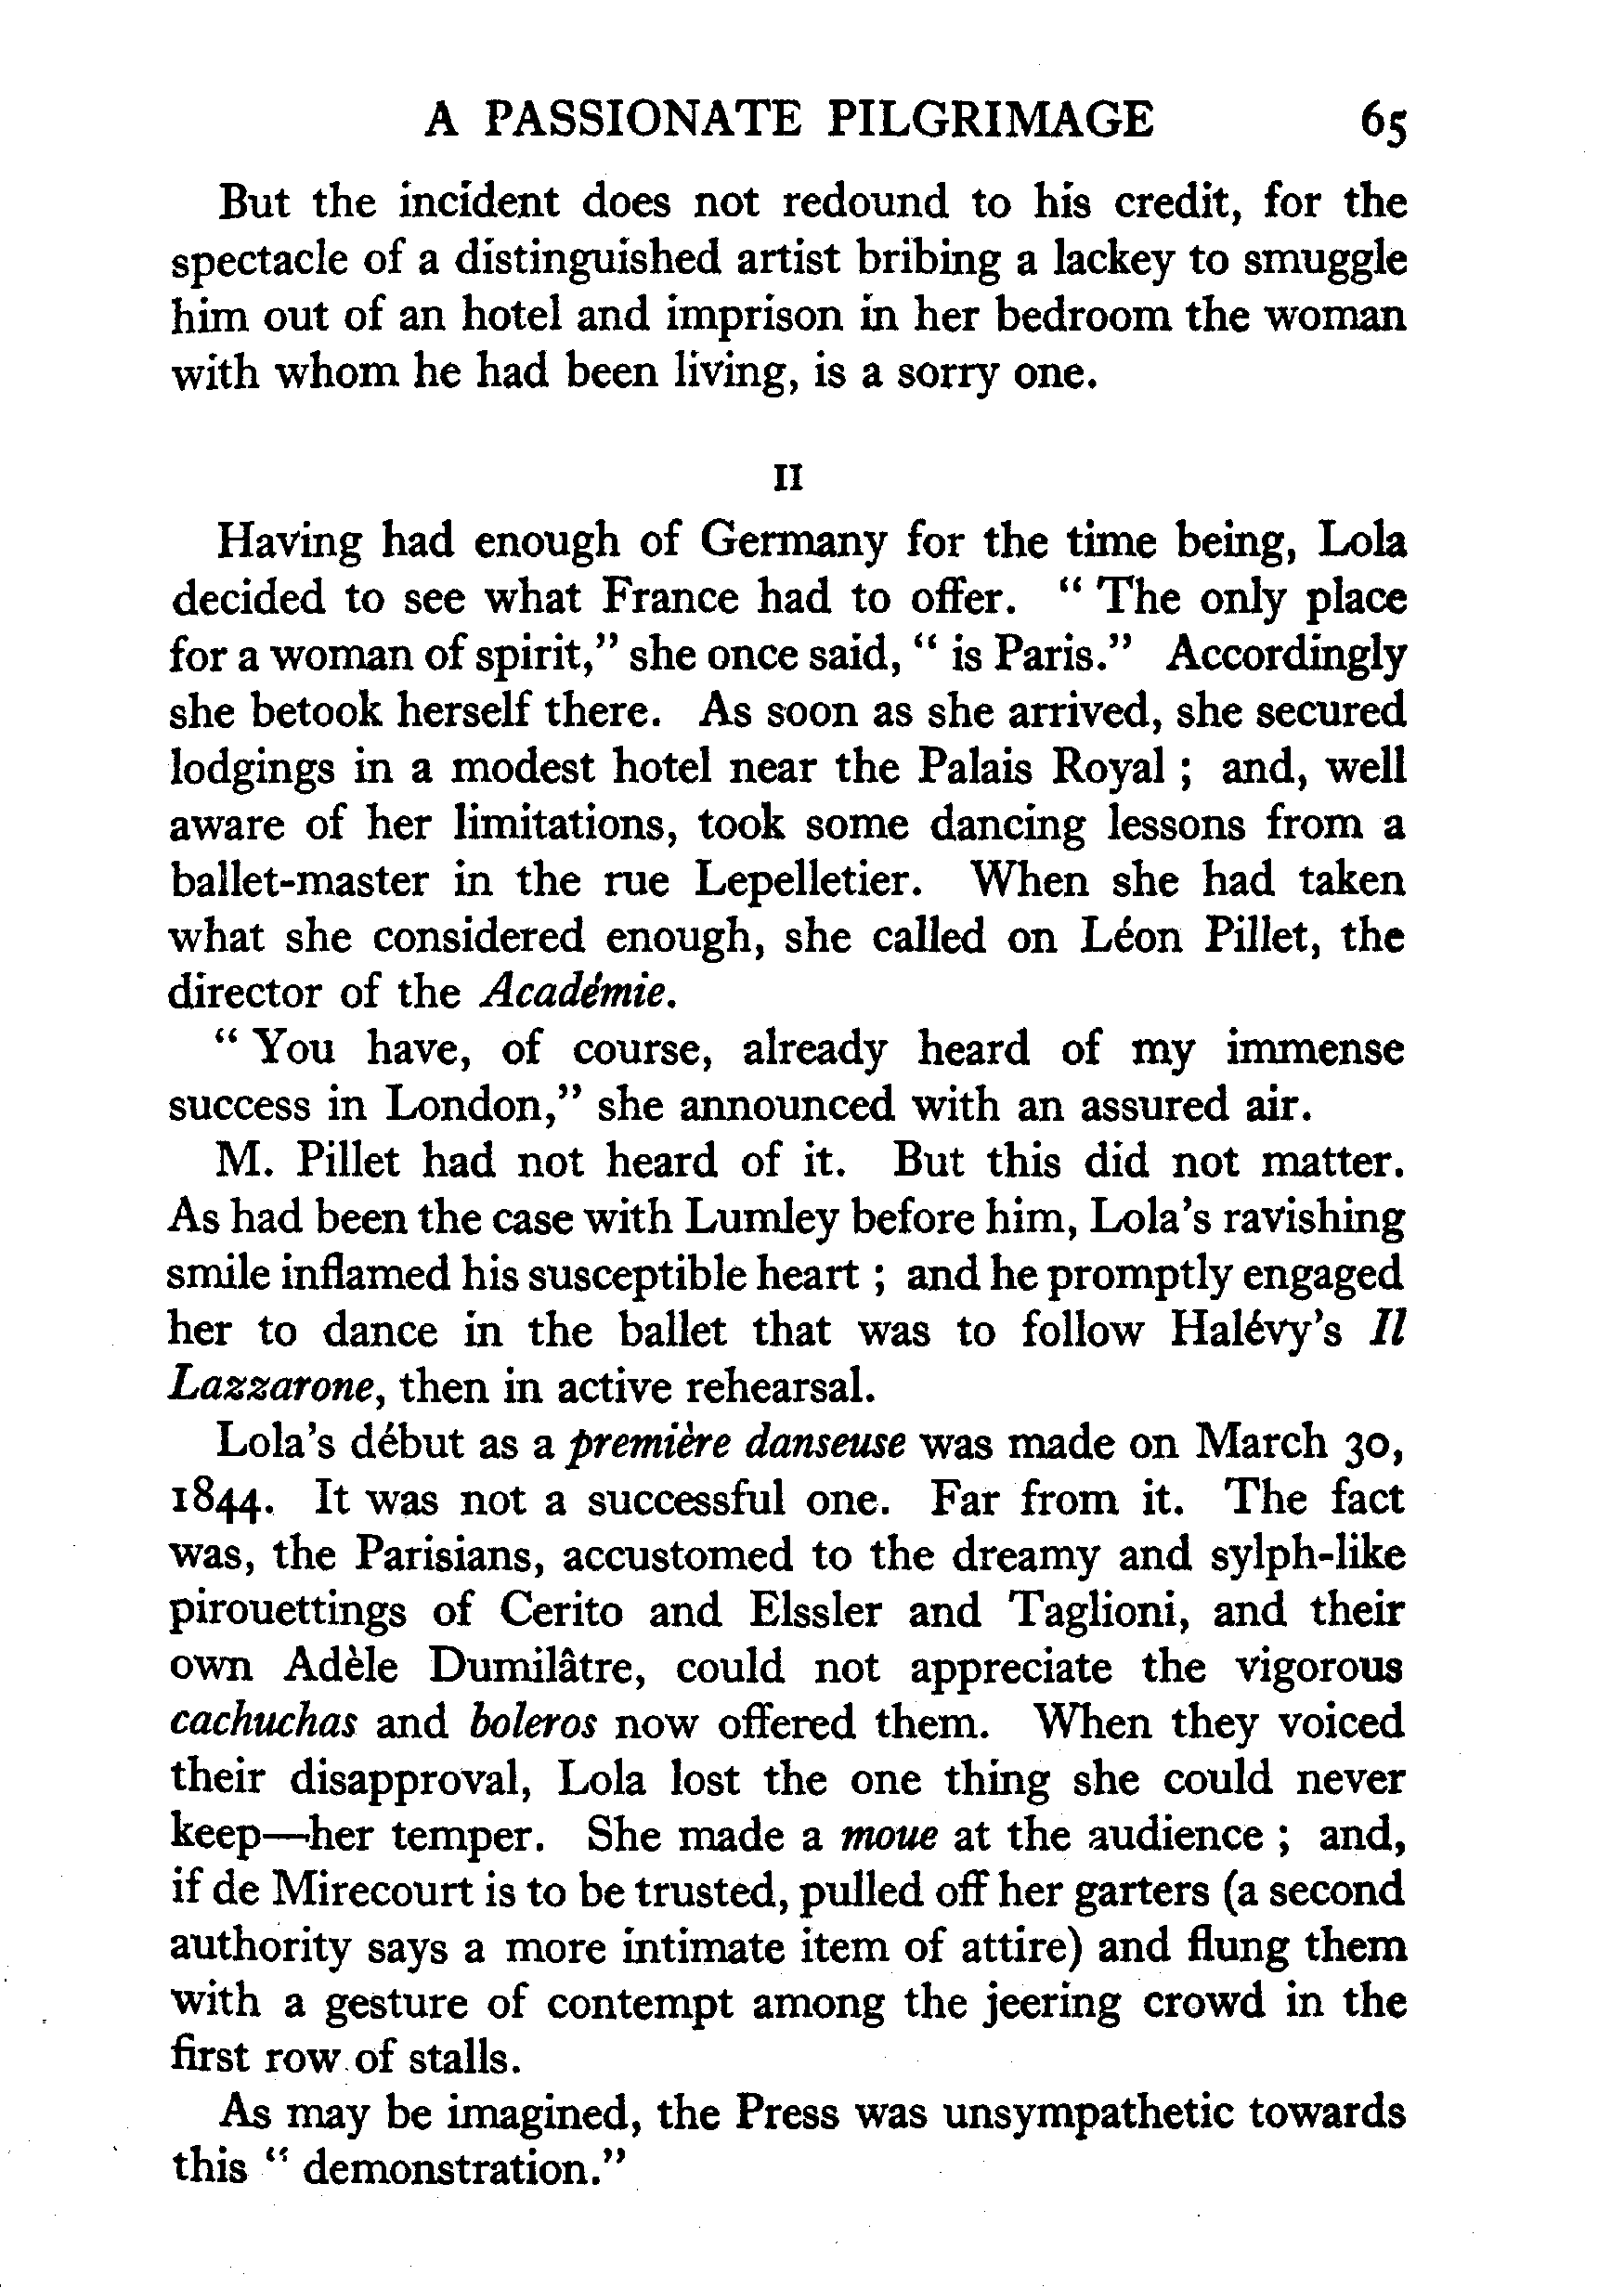 A PASSIONATE PILGRIMAGE 65
But the incident does not redound to his credit, for the
spectacle of a distinguished artist bribing a lackey to smuggle
him out of an hotel and imprison in her bedroom the woman
with whom he had been living, is a sorry one.
II
Having had enough of Germany for the time being, Lola
decided to see what France had to offer. “ The only place
for a woman of spirit,” she once said, “ is Paris.” Accordingly
she betook herself there. As soon as she arrived, she secured
lodgings in a modest hotel near the Palais Royal ; and, well
aware of her limitations, took some dancing lessons from a
ballet-master in the rue Lepelletier. When she had taken
what she considered enough, she called on Léon Pillet, the
director of the Académie.
“ You have, of course, already heard of my immense
success in London,” she announced with an assured air.
M. Pillet had not heard of it. But this did not matter.
As had been the case with Lumley before him, Lola’s ravishing
smile inflamed his susceptible heart ; and he promptly engaged
her to dance in the ballet that was to follow Halévy’s Il
Lazzarone, then in active rehearsal.
Lola’s début as a première danseuse was made on March 30,
1844. It was not a successful one. Far from it. The fact
was, the Parisians, accustomed to the dreamy and sylph-like
pirouettings of Cerito and Elssler and Taglioni, and their
own Adèle Dumilâtre, could not appreciate the vigorous
cachuchas and boleros now offered them. When they voiced
their disapproval, Lola lost the one thing she could never
keep—her temper. She made a moue at the audience ; and,
if de Mirecourt is to be trusted, pulled off her garters (a second
authority says a more intimate item of attire) and flung them
with a gesture of contempt among the jeering crowd in the
first row of stalls.
As may be imagined, the Press was unsympathetic towards
this “ demonstration.”